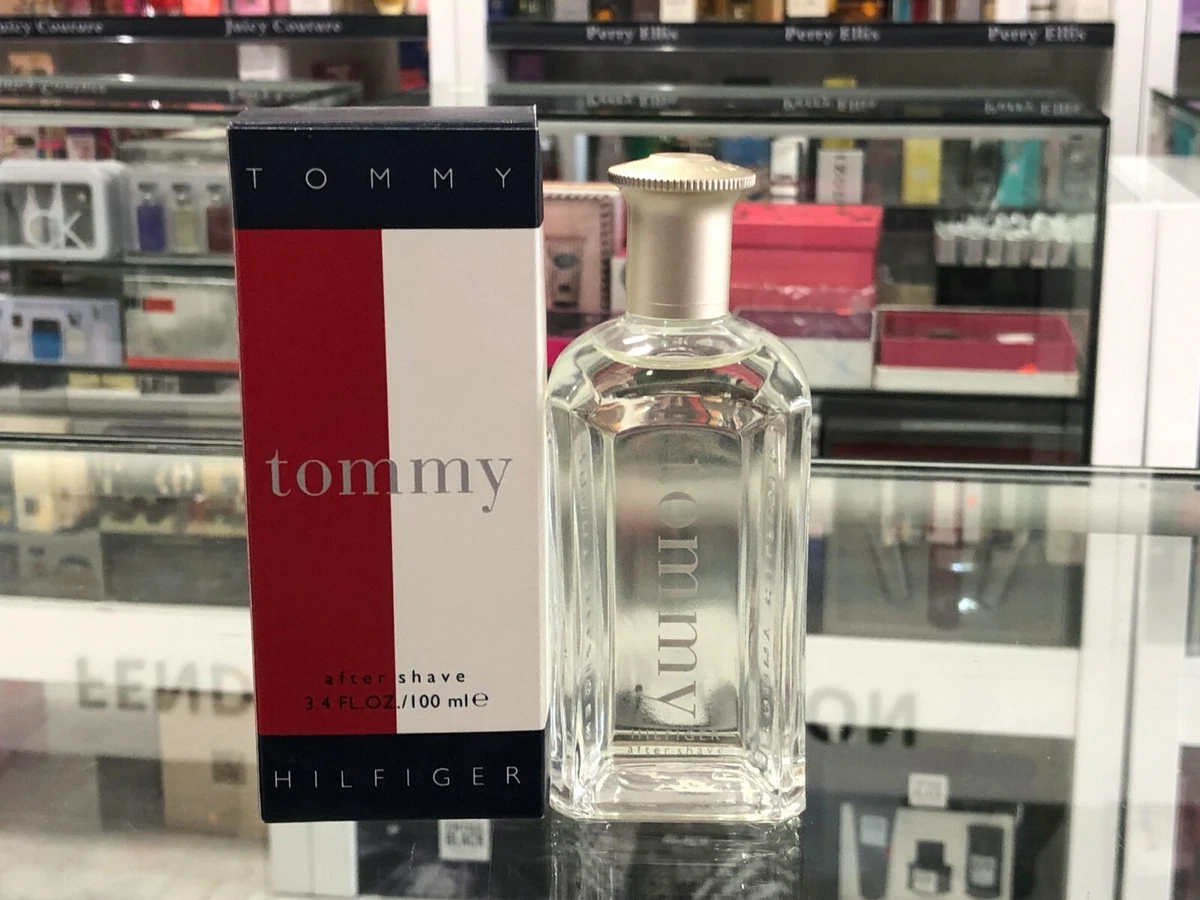 Juicy Couture
Juicy Couture
Perry Ellis
Perry Ellis
Perry Ellis
ck
TOMMY
tommy
after shave
3.4 FL.OZ./100 ml℮
HILFIGER
tommy
HILFIGER
after shave